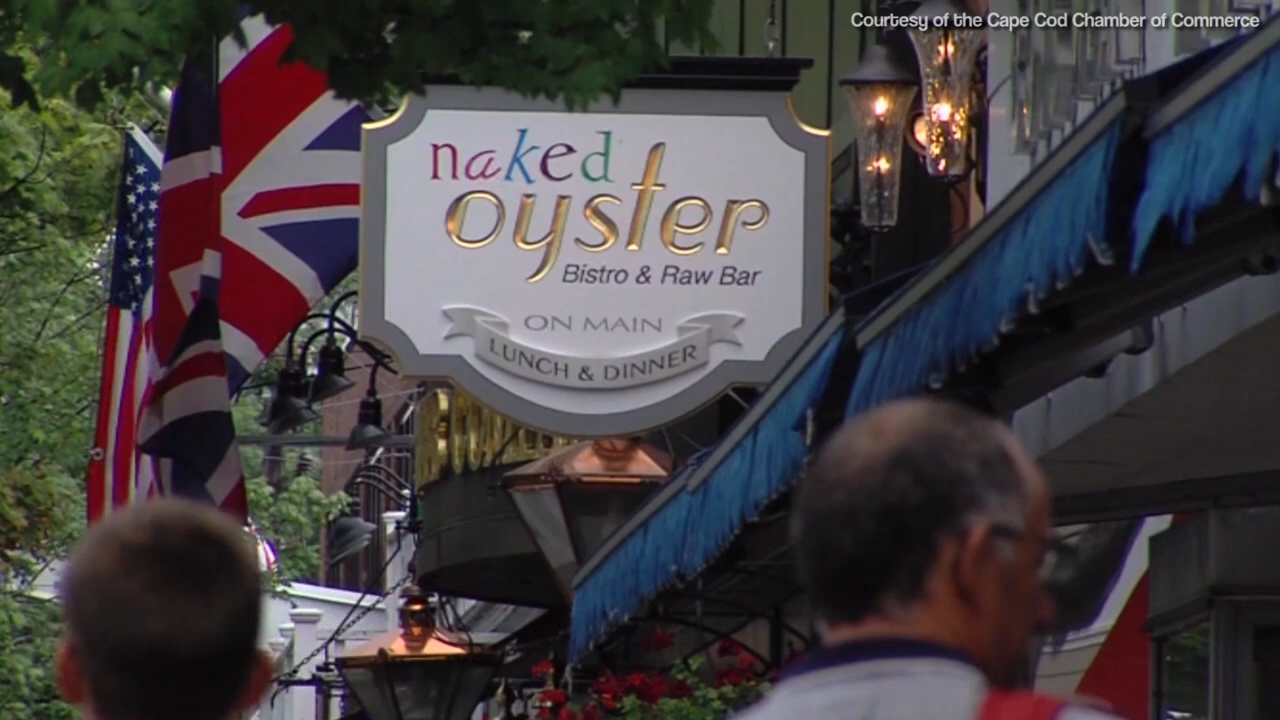 Courtesy of the Cape Cod Chamber of Commerce
naked
oyster
Bistro & Raw Bar
ON MAIN
LUNCH & DINNER